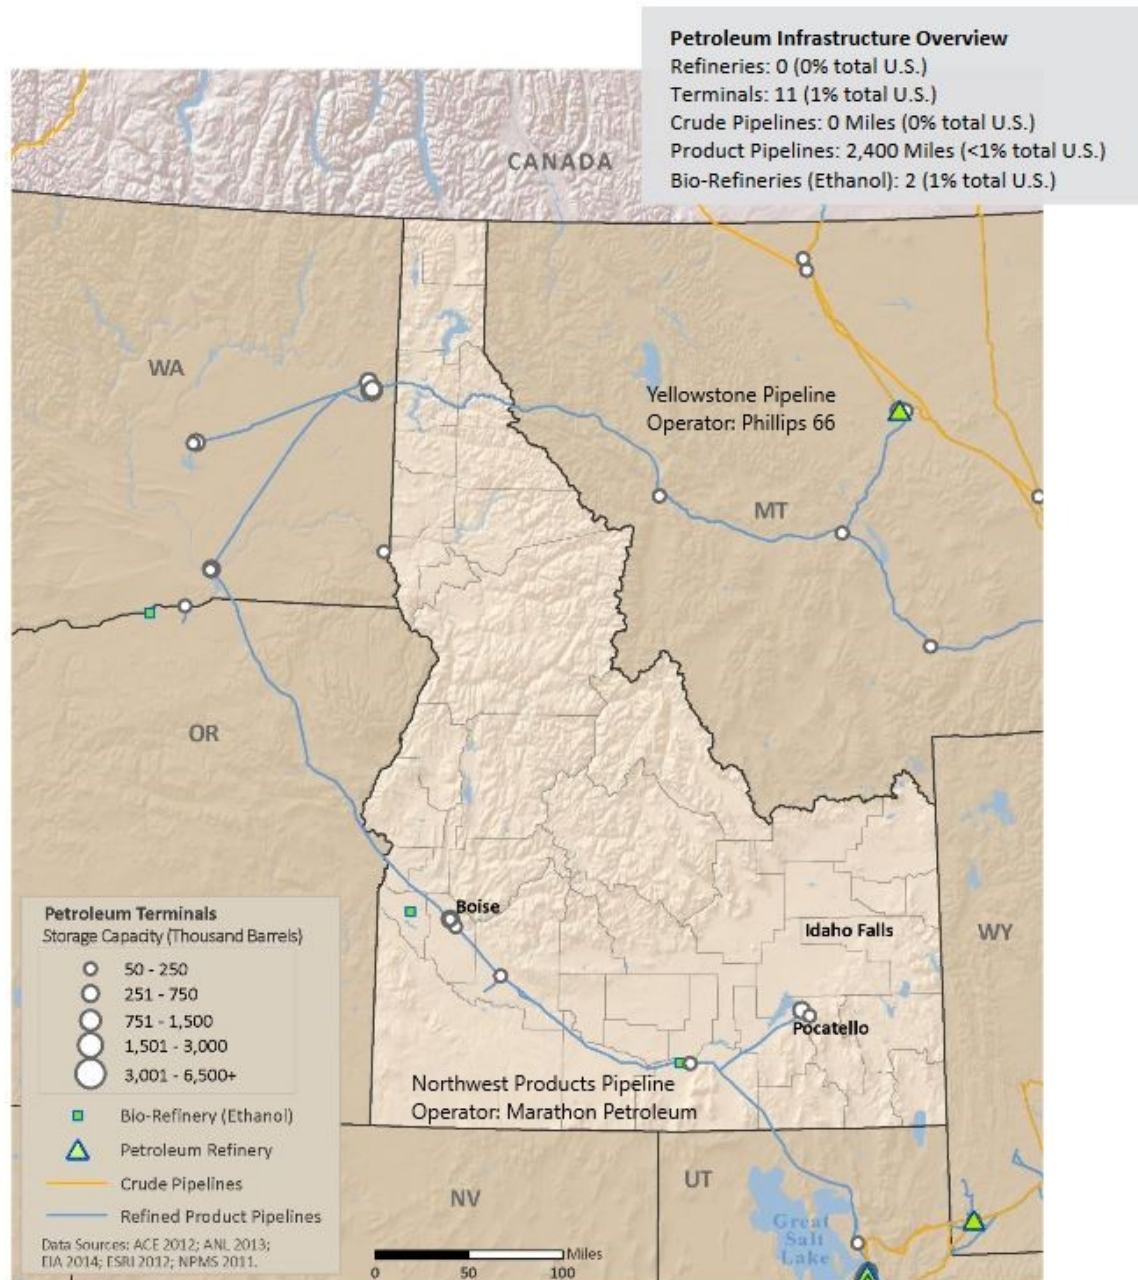 Petroleum Infrastructure Overview
Refineries: 0 (0% total U.S.)
Terminals: 11 (1% total U.S.)
Crude Pipelines: 0 Miles (0% total U.S.)
Product Pipelines: 2,400 Miles (<1% total U.S.)
Bio-Refineries (Ethanol): 2 (1% total U.S.)
CANADA
WA
Yellowstone Pipeline
Operator: Phillips 66
MT
OR
Boise
Idaho Falls
WY
Pocatello
Northwest Products Pipeline
Operator: Marathon Petroleum
NV
UT
Great
Salt
Lake
Petroleum Terminals
Storage Capacity (Thousand Barrels)
50 - 250
251 - 750
751 - 1,500
1,501 - 3,000
3,001 - 6,500+
Bio-Refinery (Ethanol)
Petroleum Refinery
Crude Pipelines
Refined Product Pipelines
Data Sources: ACE 2012; ANL 2013;
EIA 2014; ESRI 2012; NPMS 2011.
Miles
0 50 100